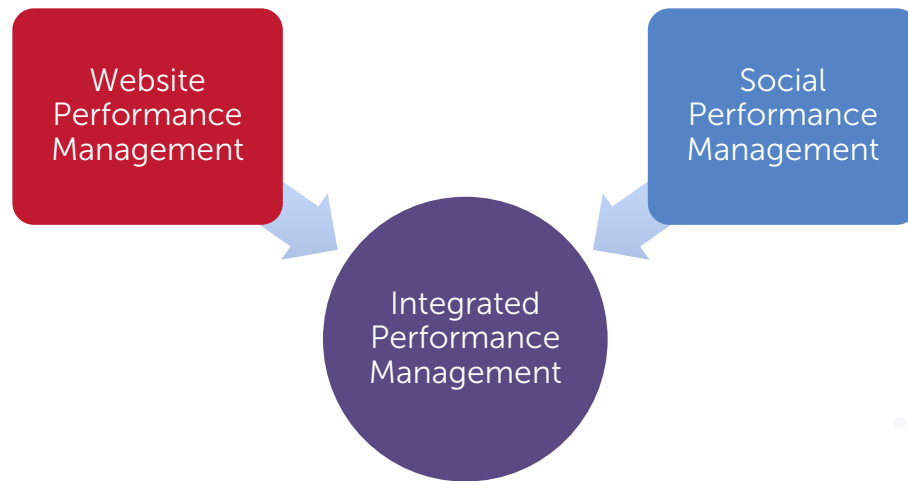 Website
Performance
Management
Social
Performance
Management
Integrated
Performance
Management